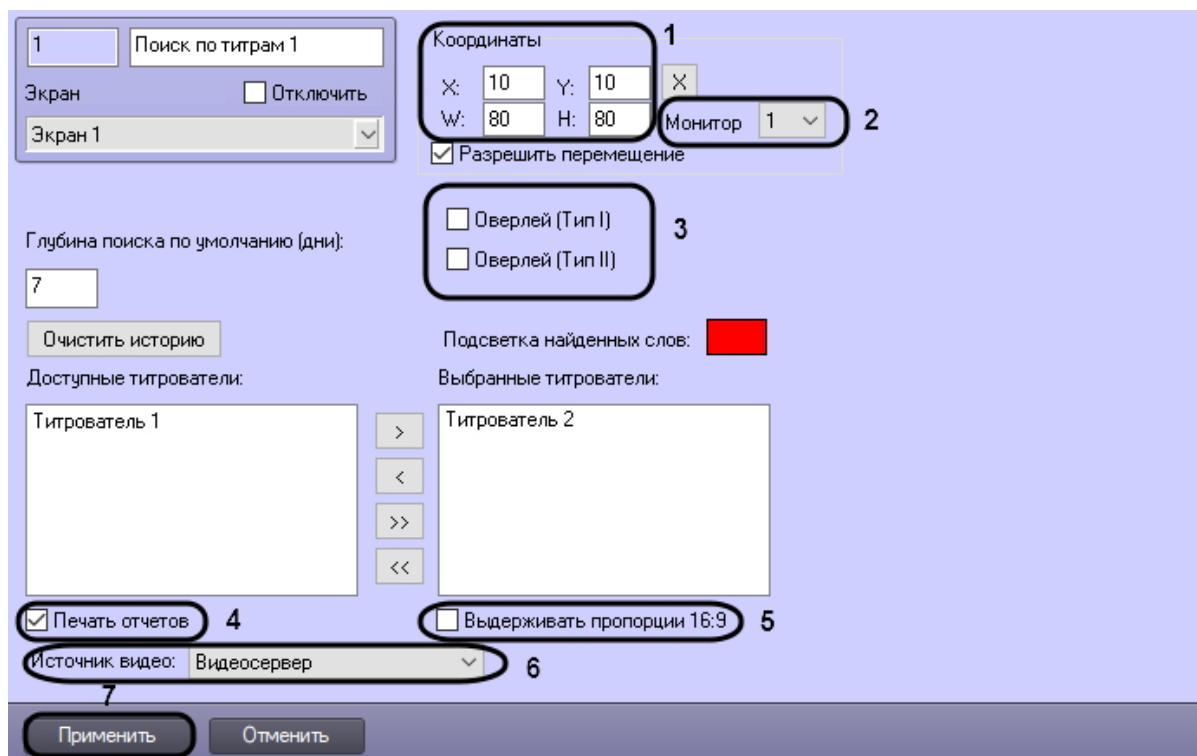 1 Поиск по титрам 1
Экран Отключить
Экран 1
Координаты 1
X: 10 Y: 10 X
W: 80 H: 80 Монитор 1 2
Разрешить перемещение
Оверлей (Тип I)
Оверлей (Тип II)
3
Глубина поиска по умолчанию (дни):
7
Очистить историю
Подсветка найденных слов:
Доступные титрователи: Выбранные титрователи:
Титрователь 1 > Титрователь 2
<
>>
<<
Печать отчетов 4 Выдерживать пропорции 16:9 5
Источник видео: Видеосервер 6
7
Применить Отменить